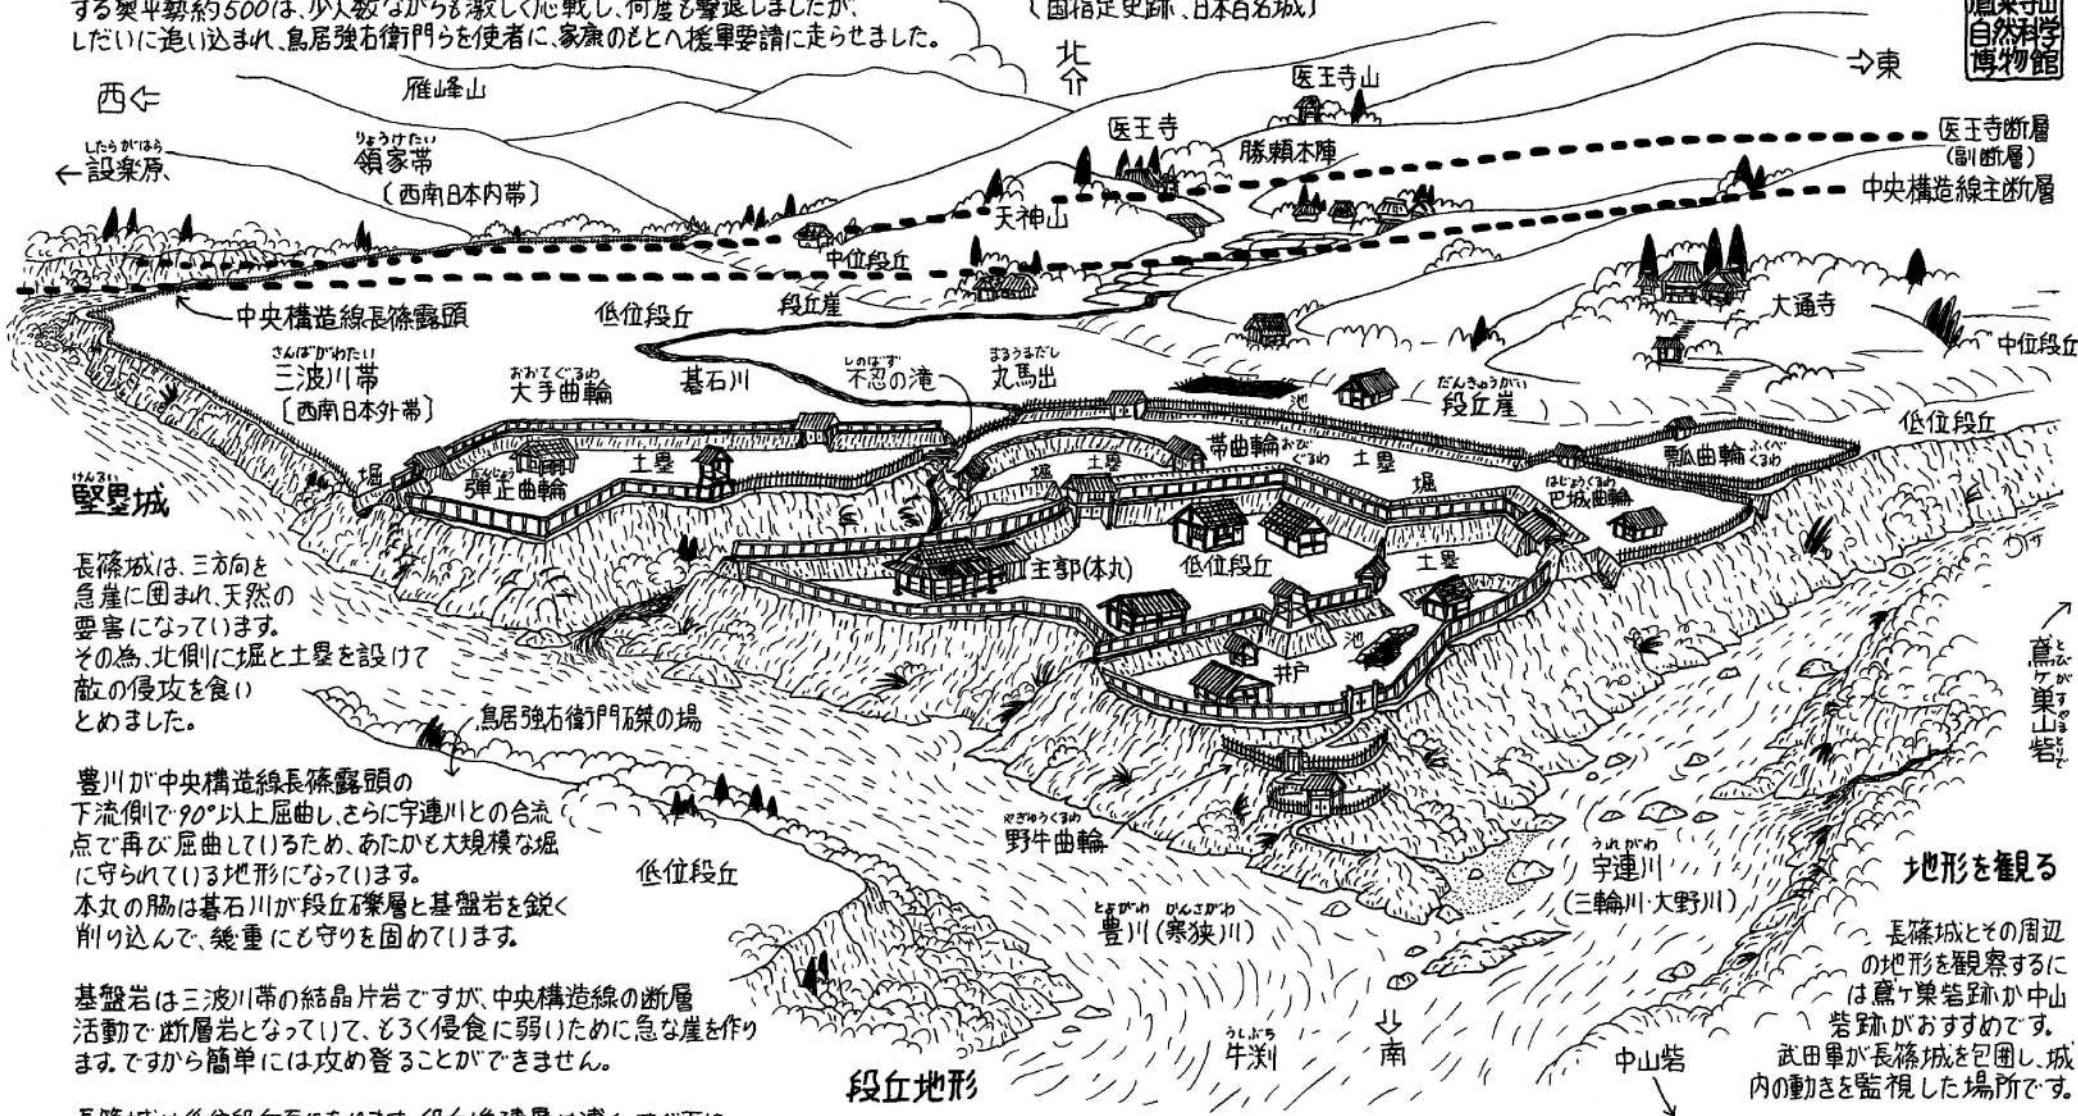 する奥平勢約500は、少人数ながらも激しく応戦し、何度も撃退しましたが、
しだいに追い込まれ、鳥居強右衛門らを使者に、家康のもとへ援軍要請に走らせました。
(国指定史跡、日本百名城)
鳳来寺山
自然科学
博物館
北
⇧
西⇦
⇨東
雁峰山
医王寺山
医王寺
勝頼本陣
医王寺断層
(副断層)
中央構造線主断層
したらがはら
←設楽原
りょうけたい
領家帯
〔西南日本内帯〕
天神山
中位段丘
中央構造線長篠露頭
低位段丘
段丘崖
大通寺
中位段丘
さんばがわたい
三波川帯
〔西南日本外帯〕
おおてぐるわ
大手曲輪
碁石川
しのばず
不忍の滝
まるうまだし
丸馬出
池
だんきゅうがい
段丘崖
低位段丘
堀
だんじょう
弾正曲輪
土塁
堀
土塁
帯曲輪
おびぐるわ
土塁
堀
瓢曲輪
ふくべくるわ
はじょうくるわ
巴城曲輪
主郭(本丸)
低位段丘
土塁
池
井戸
けんるい
堅塁城
長篠城は、三方向を
急崖に囲まれ、天然の
要害になっています。
その為、北側に堀と土塁を設けて
敵の侵攻を食い
とめました。
鳥居強右衛門磔の場
豊川が中央構造線長篠露頭の
下流側で90°以上屈曲し、さらに宇連川との合流
点で再び屈曲しているため、あたかも大規模な堀
に守られている地形になっています。
本丸の脇は碁石川が段丘礫層と基盤岩を鋭く
削り込んで、幾重にも守りを固めています。
基盤岩は三波川帯の結晶片岩ですが、中央構造線の断層
活動で断層岩となっていて、もろく侵食に弱いために急な崖を作り
ます。ですから簡単には攻め登ることができません。
低位段丘
やぎゅうくるわ
野牛曲輪
とよがわ かんさがわ
豊川(寒狭川)
うれがわ
宇連川
(三輪川・大野川)
うしぶち
牛渕
⇩
南
段丘地形
中山砦
鳶ヶ巣山砦
とびがすやまとりで
地形を観る
長篠城とその周辺
の地形を観察するに
は鳶ケ巣砦跡か中山
砦跡がおすすめです。
武田軍が長篠城を包囲し、城
内の動きを監視した場所です。